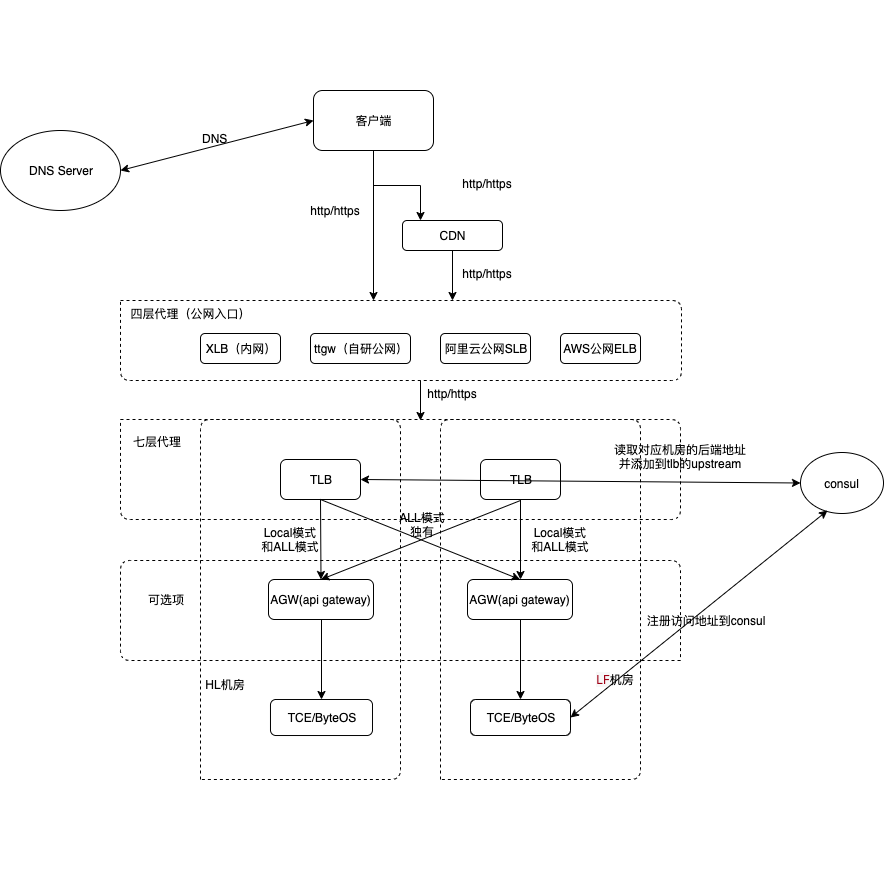 客户端
DNS
DNS Server
http/https
http/https
CDN
http/https
四层代理（公网入口）
XLB（内网）
ttgw（自研公网）
阿里云公网SLB
AWS公网ELB
http/https
七层代理
读取对应机房的后端地址
并添加到tlb的upstream
TLB
TLB
consul
ALL模式
独有
Local模式
和ALL模式
Local模式
和ALL模式
可选项
AGW(api gateway)
AGW(api gateway)
注册访问地址到consul
HL机房
LF机房
TCE/ByteOS
TCE/ByteOS